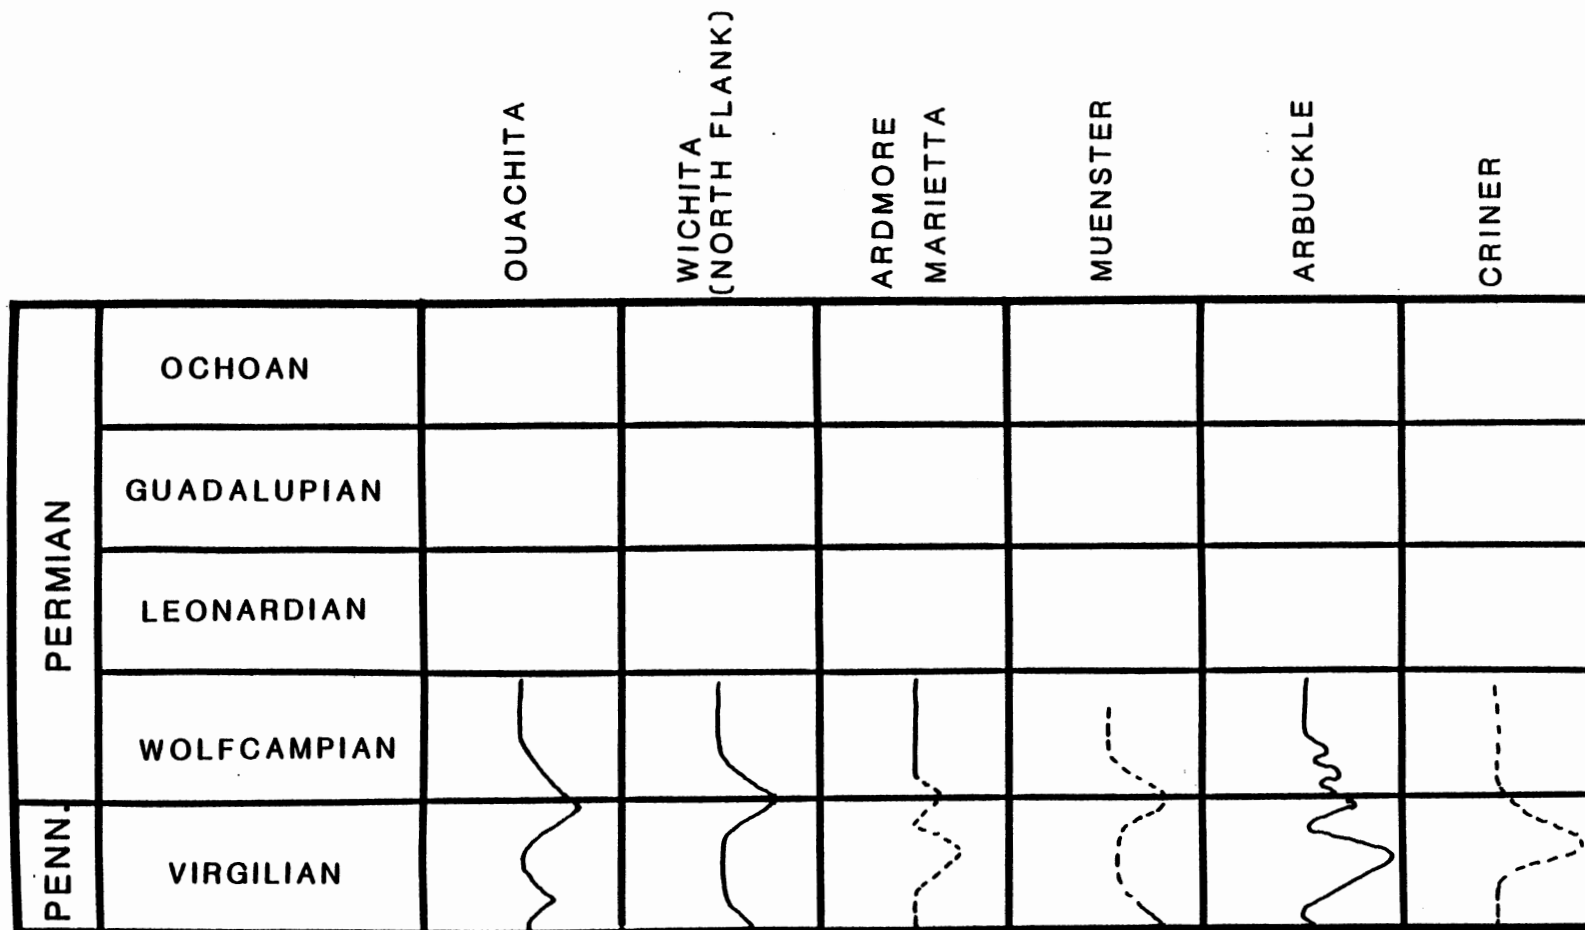 OUACHITA
WICHITA
(NORTH FLANK)
ARDMORE
MARIETTA
MUENSTER
ARBUCKLE
CRINER
PERMIAN
OCHOAN
GUADALUPIAN
LEONARDIAN
WOLFCAMPIAN
PENN.
VIRGILIAN